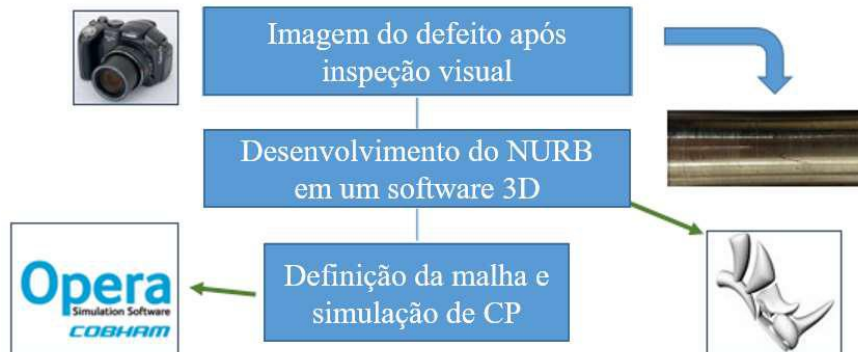 Imagem do defeito após
inspeção visual
Desenvolvimento do NURB
em um software 3D
Definição da malha e
simulação de CP
Opera
Simulation Software
COBHAM